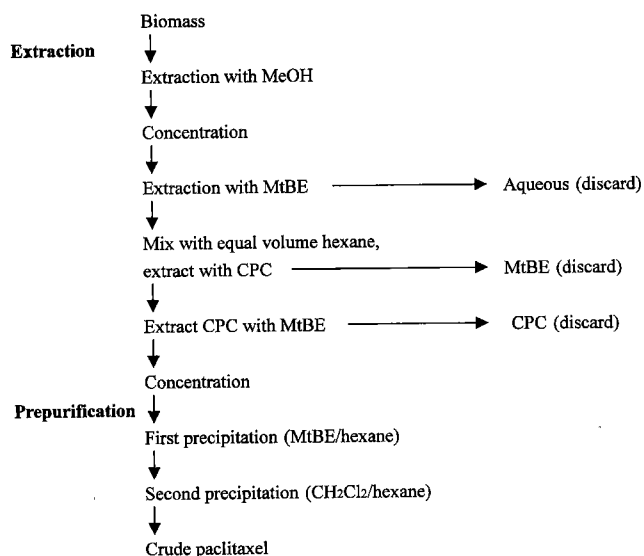 Biomass
Extraction
Extraction with MeOH
Concentration
Extraction with MtBE
Aqueous (discard)
Mix with equal volume hexane,
extract with CPC
MtBE (discard)
Extract CPC with MtBE
CPC (discard)
Concentration
Prepurification
First precipitation (MtBE/hexane)
Second precipitation (CH2Cl2/hexane)
Crude paclitaxel